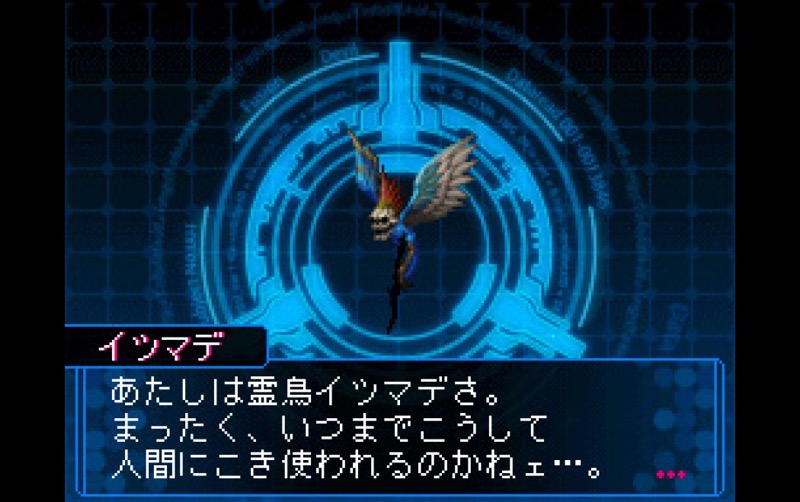 Fusion
Devil
イツマデ
あたしは霊鳥イツマデさ。
まったく、いつまでこうして
人間にこき使われるのかねェ…。